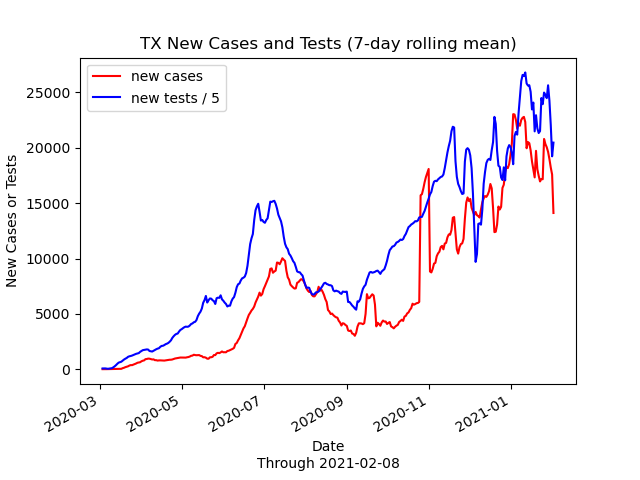 TX New Cases and Tests (7-day rolling mean)
new cases
new tests / 5
New Cases or Tests
25000
20000
15000
10000
5000
0
2020-03
2020-05
2020-07
2020-09
2020-11
2021-01
Date
Through 2021-02-08